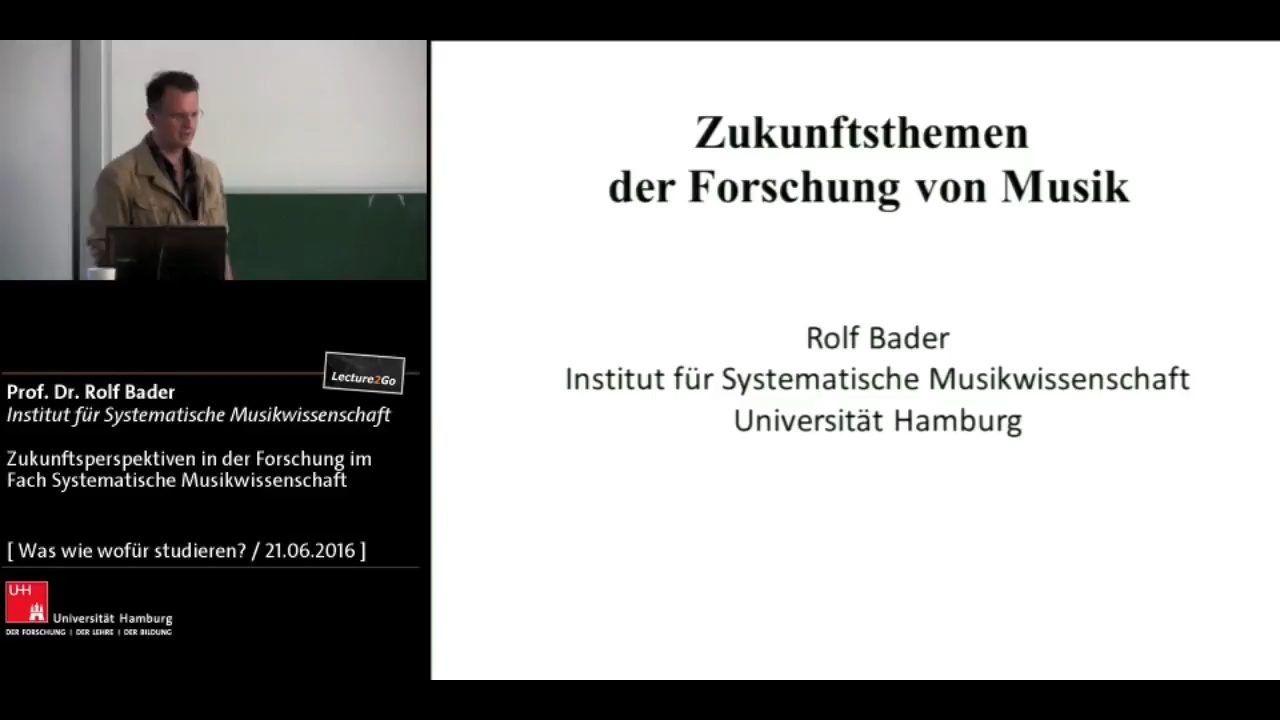 Zukunftsthemen
der Forschung von Musik
Rolf Bader
Institut für Systematische Musikwissenschaft
Universität Hamburg
Lecture2Go
Prof. Dr. Rolf Bader
Institut für Systematische Musikwissenschaft
Zukunftsperspektiven in der Forschung im
Fach Systematische Musikwissenschaft
[ Was wie wofür studieren? / 21.06.2016 ]
UHH
Universität Hamburg
DER FORSCHUNG | DER LEHRE | DER BILDUNG